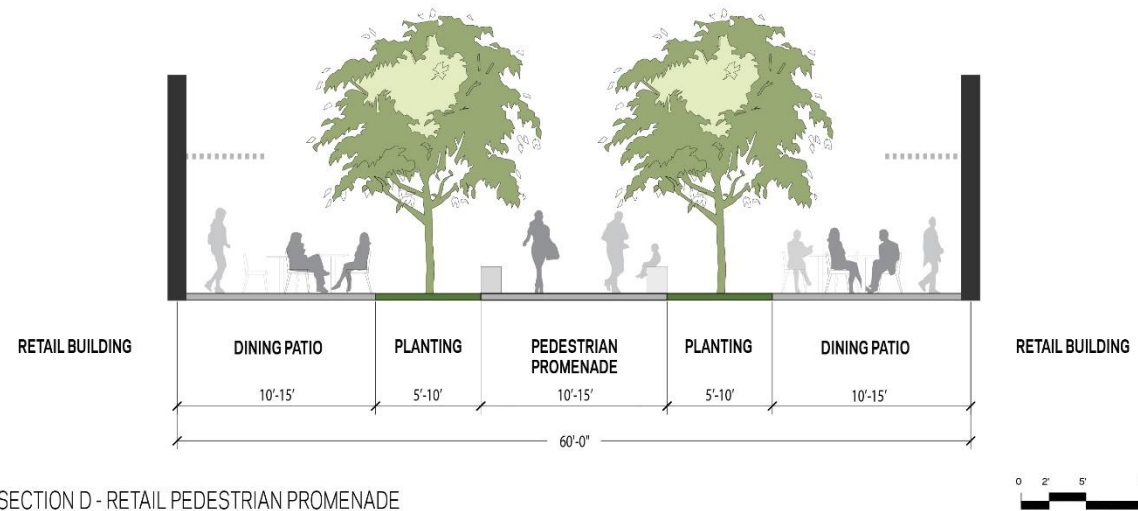 RETAIL BUILDING
DINING PATIO
PLANTING
PEDESTRIAN
PROMENADE
PLANTING
DINING PATIO
RETAIL BUILDING
10'-15'
5'-10'
10'-15'
5'-10'
10'-15'
60'-0"
SECTION D - RETAIL PEDESTRIAN PROMENADE
0 2' 5'